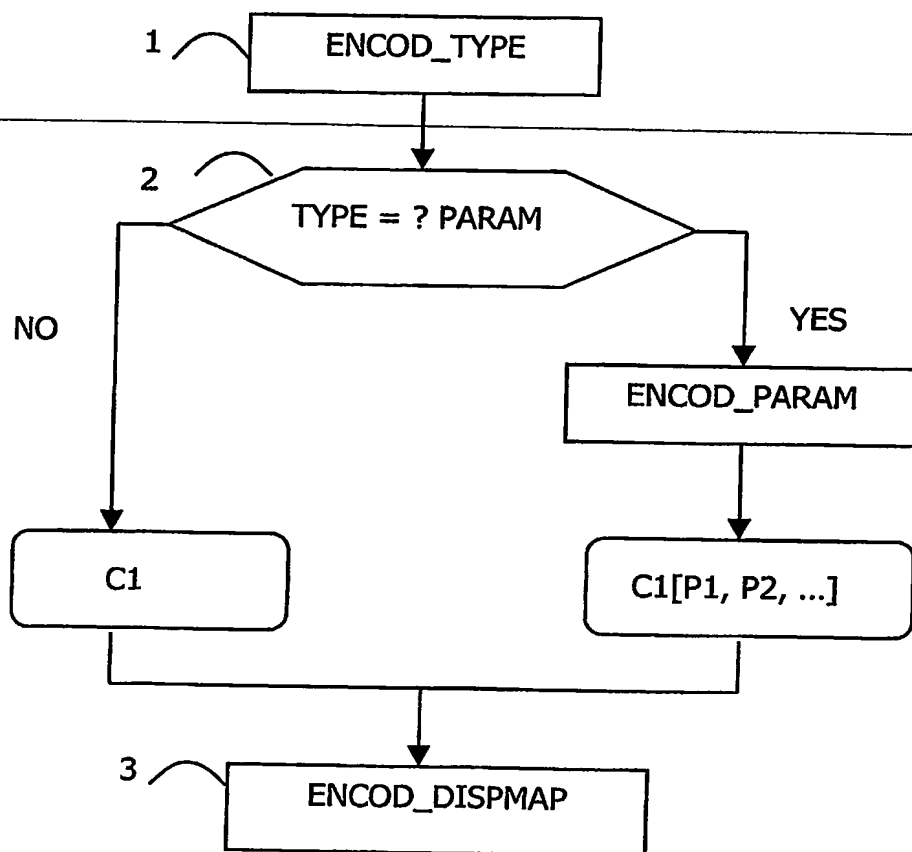 1
ENCOD_TYPE
2
TYPE = ? PARAM
NO
YES
ENCOD_PARAM
C1
C1[P1, P2, ...]
3
ENCOD_DISPMAP